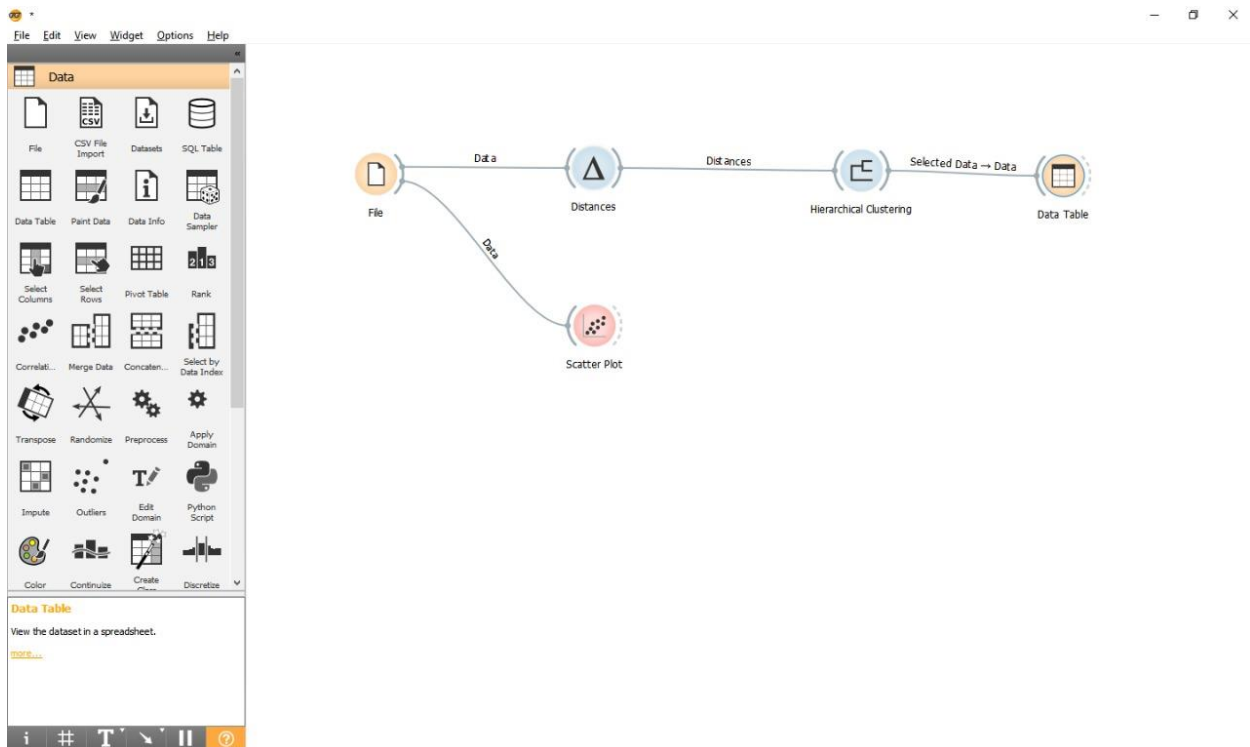 File Edit View Widget Options Help
Data
File
CSV File
Import
Datasets
SQL Table
Data Table
Paint Data
Data Info
Data
Sampler
Select
Columns
Select
Rows
Pivot Table
Rank
Correlati...
Merge Data
Concaten...
Select by
Data Index
Transpose
Randomize
Preprocess
Apply
Domain
Impute
Outliers
Edit
Domain
Python
Script
Color
Continuize
Create
Class
Discretize
Data Table
View the dataset in a spreadsheet.
more...
Data
Distances
Selected Data → Data
File
Distances
Hierarchical Clustering
Data Table
Data
Scatter Plot